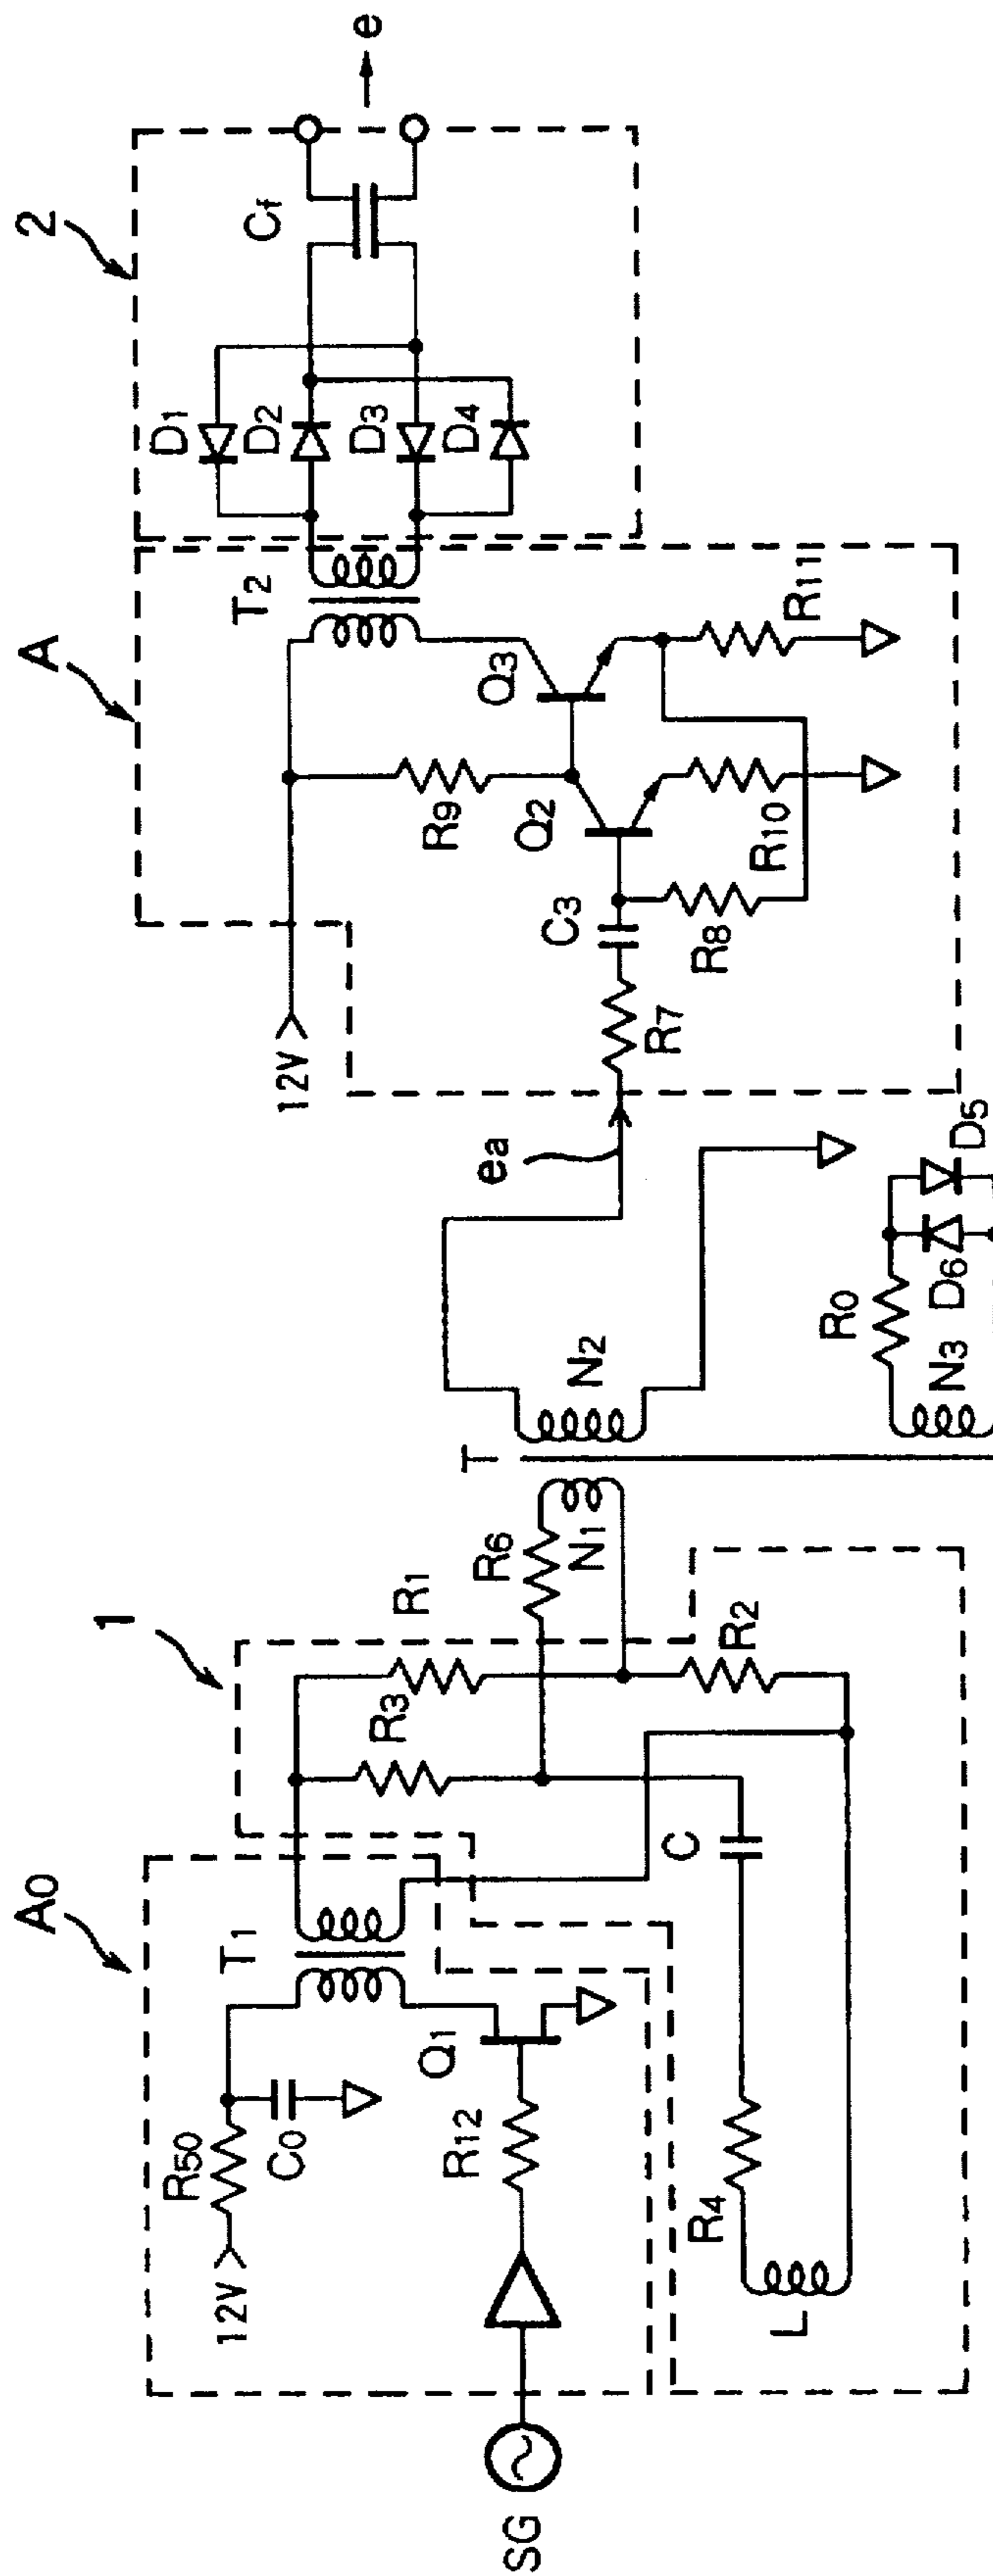 SG
A0
12V
R50
C0
T1
Q1
R12
1
R3
R1
R2
C
R4
L
R6
N1
T
N2
ea
R0
N3
D6
D5
A
12V
R9
T2
Q3
Q2
C3
R7
R8
R10
R11
2
D1
D2
D3
D4
Cf
e